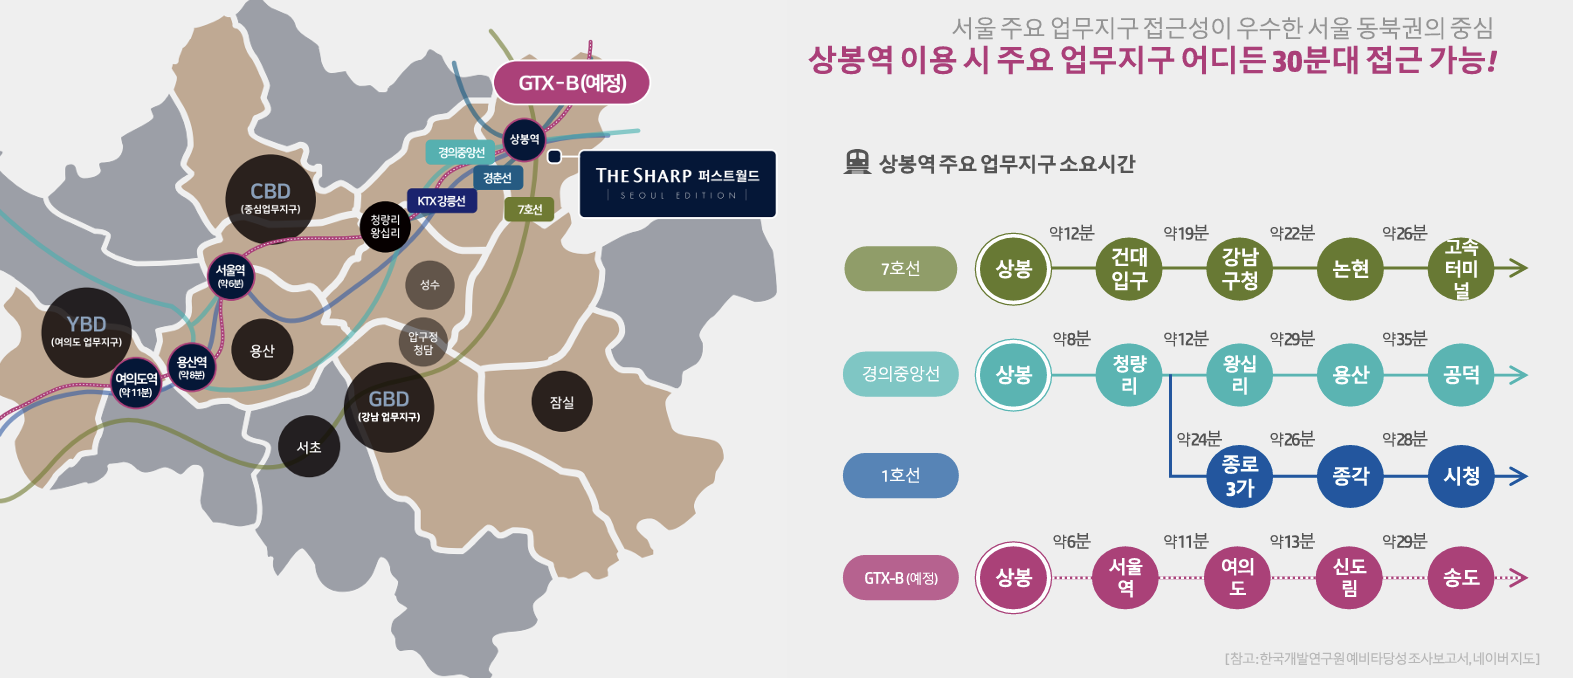 GTX-B(예정)
상봉역
경의중앙선
경춘선
KTX 강릉선
7호선
THE SHARP 퍼스트월드
SEOUL EDITION
CBD
(중심업무지구)
청량리
왕십리
서울역
(약 6분)
성수
YBD
(여의도 업무지구)
용산
압구정
청담
용산역
(약 8분)
여의도역
(약 11분)
GBD
(강남 업무지구)
잠실
서초
서울 주요 업무지구 접근성이 우수한 서울 동북권의 중심
상봉역 이용 시 주요 업무지구 어디든 30분대 접근 가능!
상봉역 주요 업무지구 소요시간
약12분 약19분 약22분 약26분
7호선
상봉
건대
입구
강남
구청
논현
고속
터미
널
약8분 약12분 약29분 약35분
경의중앙선
상봉
청량
리
왕십
리
용산
공덕
약24분 약26분 약28분
1호선
종로
3가
종각
시청
약6분 약11분 약13분 약29분
GTX-B (예정)
상봉
서울
역
여의
도
신도
림
송도
[참고:한국개발연구원 예비타당성 조사보고서, 네이버 지도]